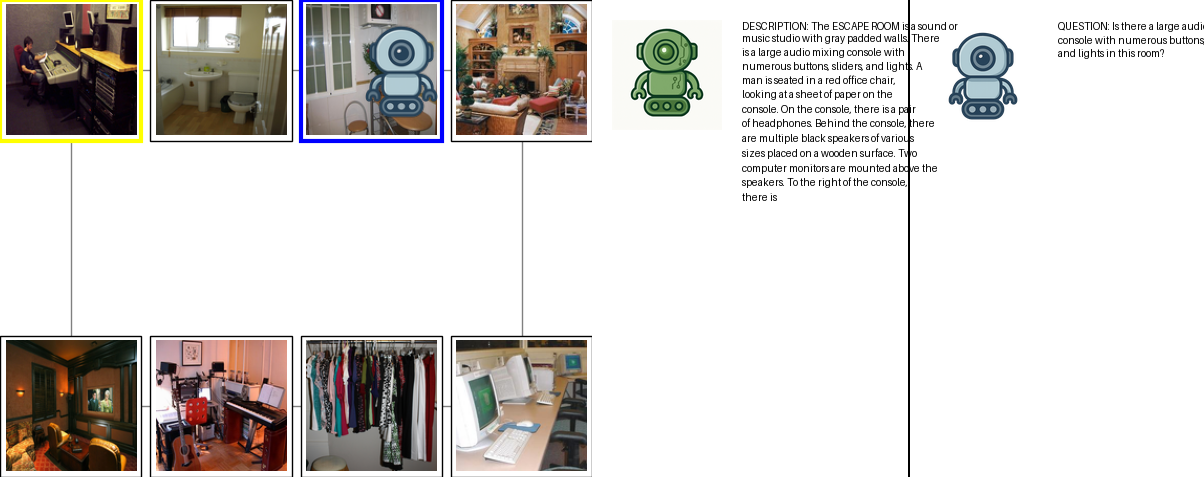 DESCRIPTION: The ESCAPE ROOM is a sound or
music studio with gray padded walls. There
is a large audio mixing console with
numerous buttons, sliders, and lights. A
man is seated in a red office chair,
looking at a sheet of paper on the
console. On the console, there is a pair
of headphones. Behind the console, there
are multiple black speakers of various
sizes placed on a wooden surface. Two
computer monitors are mounted above the
speakers. To the right of the console,
there is
QUESTION: Is there a large audi
console with numerous buttons
and lights in this room?